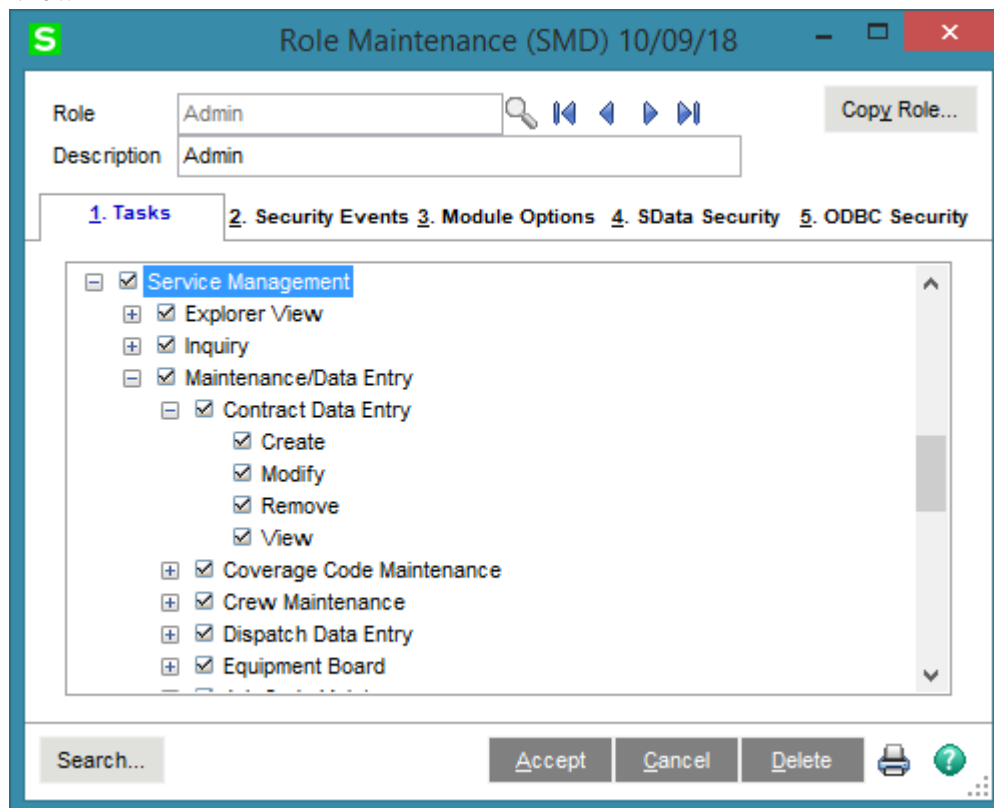 S Role Maintenance (SMD) 10/09/18
Role Admin Copy Role...
Description Admin
1. Tasks 2. Security Events 3. Module Options 4. SData Security 5. ODBC Security
Service Management
Explorer View
Inquiry
Maintenance/Data Entry
Contract Data Entry
Create
Modify
Remove
View
Coverage Code Maintenance
Crew Maintenance
Dispatch Data Entry
Equipment Board
Search... Accept Cancel Delete ?